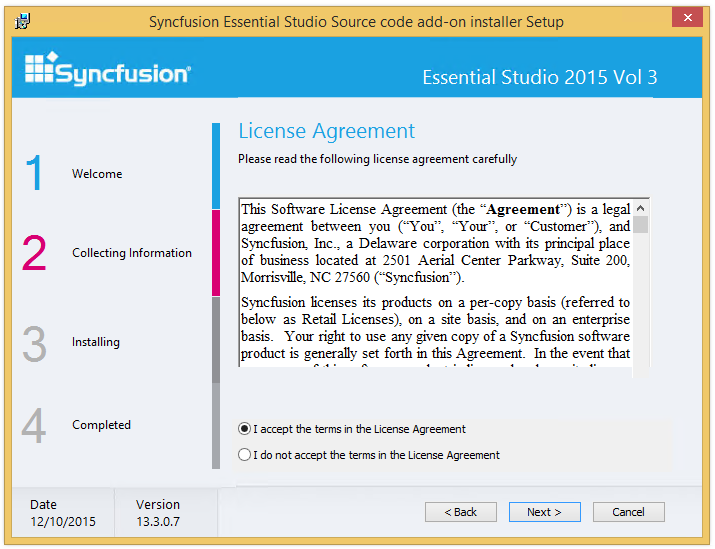 Syncfusion Essential Studio Source code add-on installer Setup
Syncfusion®
Essential Studio 2015 Vol 3
1 Welcome
2 Collecting Information
3 Installing
4 Completed
License Agreement
Please read the following license agreement carefully
This Software License Agreement (the “Agreement”) is a legal
agreement between you (“You”, “Your”, or “Customer”), and
Syncfusion, Inc., a Delaware corporation with its principal place
of business located at 2501 Aerial Center Parkway, Suite 200,
Morrisville, NC 27560 (“Syncfusion”).
Syncfusion licenses its products on a per-copy basis (referred to
below as Retail Licenses), on a site basis, and on an enterprise
basis. Your right to use any given copy of a Syncfusion software
product is generally set forth in this Agreement. In the event that
I accept the terms in the License Agreement
I do not accept the terms in the License Agreement
Date
12/10/2015
Version
13.3.0.7
< Back
Next >
Cancel